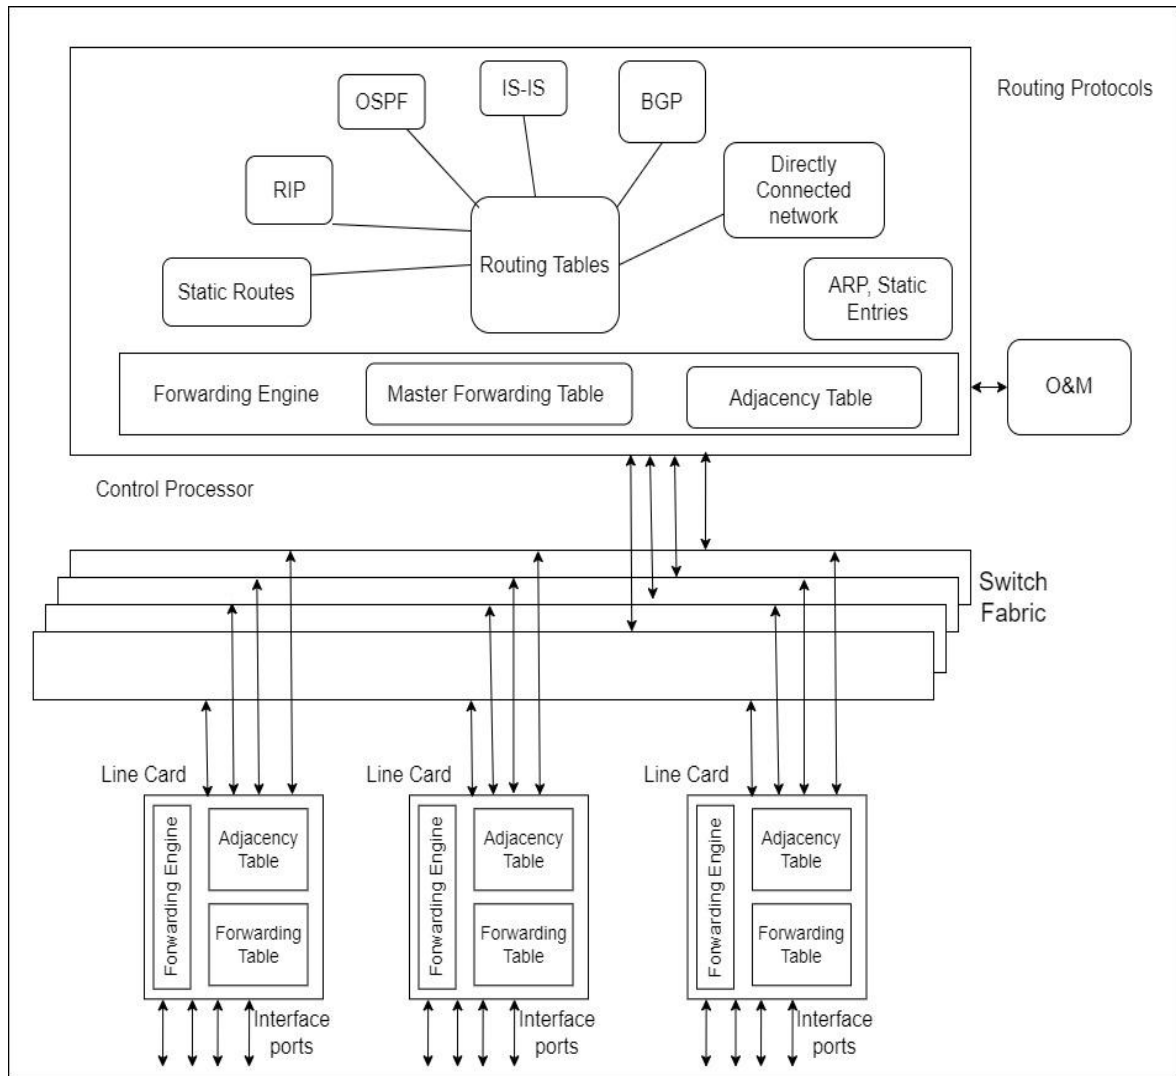 OSPF
IS-IS
BGP
Routing Protocols
RIP
Directly
Connected
network
Static Routes
Routing Tables
ARP, Static
Entries
Forwarding Engine
Master Forwarding Table
Adjacency Table
O&M
Control Processor
Switch
Fabric
Line Card
Line Card
Line Card
Forwarding Engine
Adjacency
Table
Forwarding
Table
Forwarding Engine
Adjacency
Table
Forwarding
Table
Forwarding Engine
Adjacency
Table
Forwarding
Table
Interface
ports
Interface
ports
Interface
ports